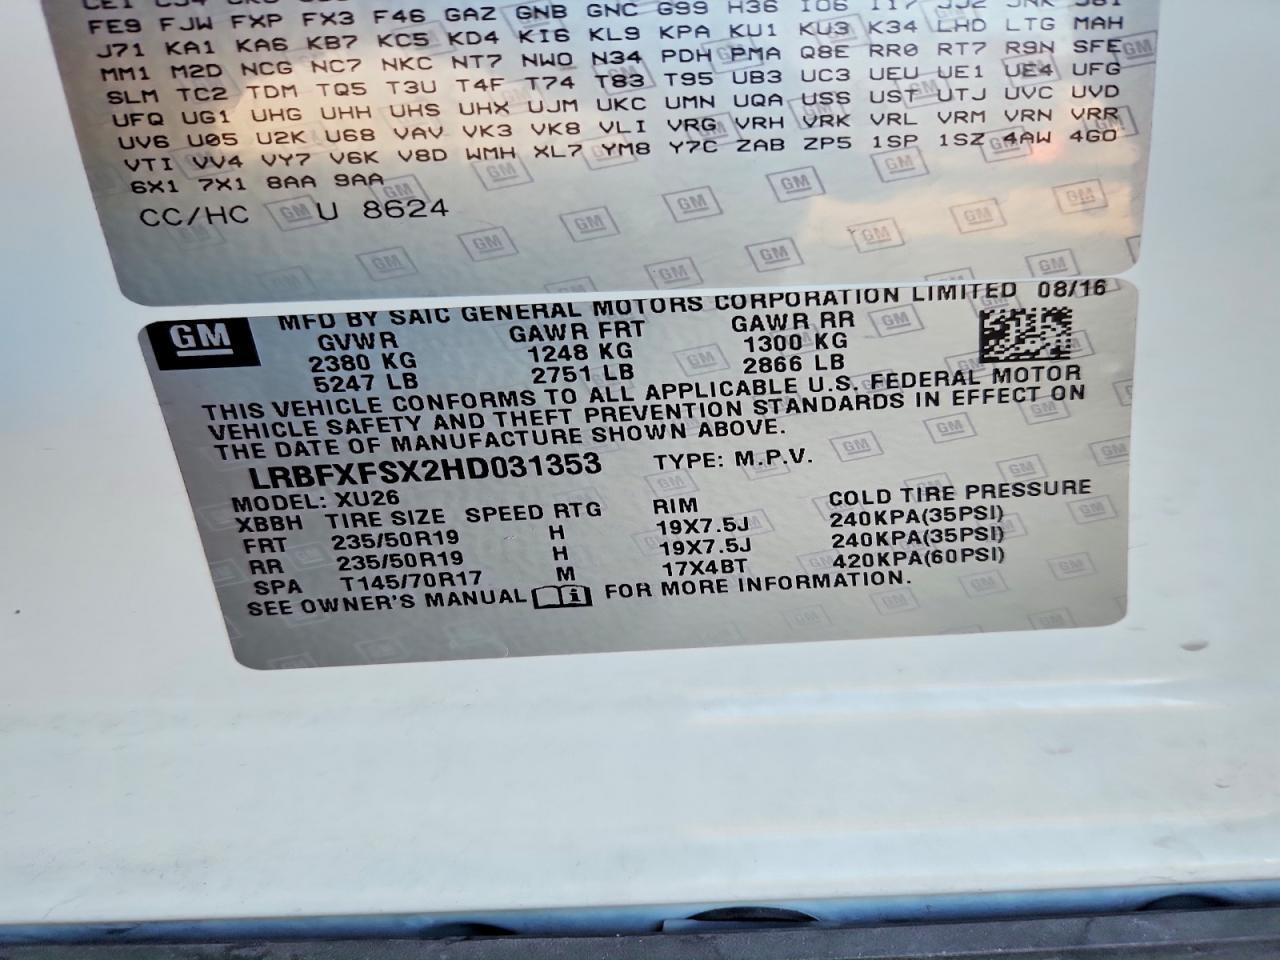 FE9 FJW FXP FX3 F46 GAZ GNB GNC G99 H36 IO6
J71 KA1 KA6 KB7 KC5 KD4 KI6 KL9 KPA KU1 KU3 K34 LHD LTG MAH
MM1 M2D NCG NC7 NKC NT7 NWO N34 PDH PMA Q8E RR0 RT7 R9N SFE
SLM TC2 TDM TQ5 T3U T4F T74 T83 T95 UB3 UC3 UEU UE1 UE4 UFG
UFQ UG1 UHG UHH UHS UHX UJM UKC UMN UQA USS UST UTJ UVC UVD
UV6 U05 U2K U68 VAV VK3 VK8 VLI VRG VRH VRK VRL VRM VRN VRR
VTI VV4 VY7 V6K V8D WMH XL7 YM8 Y7C ZAB ZP5 1SP 1SZ 4AW 4GO
6X1 7X1 8AA 9AA
CC/HC U 8624
GM
MFD BY SAIC GENERAL MOTORS CORPORATION LIMITED 08/16
GVWR GAWR FRT GAWR RR
2380 KG 1248 KG 1300 KG
5247 LB 2751 LB 2866 LB
THIS VEHICLE CONFORMS TO ALL APPLICABLE U.S. FEDERAL MOTOR
VEHICLE SAFETY AND THEFT PREVENTION STANDARDS IN EFFECT ON
THE DATE OF MANUFACTURE SHOWN ABOVE.
LRBFXFSX2HD031353 TYPE: M.P.V.
MODEL: XU26
XBBH TIRE SIZE SPEED RTG RIM COLD TIRE PRESSURE
FRT 235/50R19 H 19X7.5J 240KPA(35PSI)
RR 235/50R19 H 19X7.5J 240KPA(35PSI)
SPA T145/70R17 M 17X4BT 420KPA(60PSI)
SEE OWNER'S MANUAL FOR MORE INFORMATION.